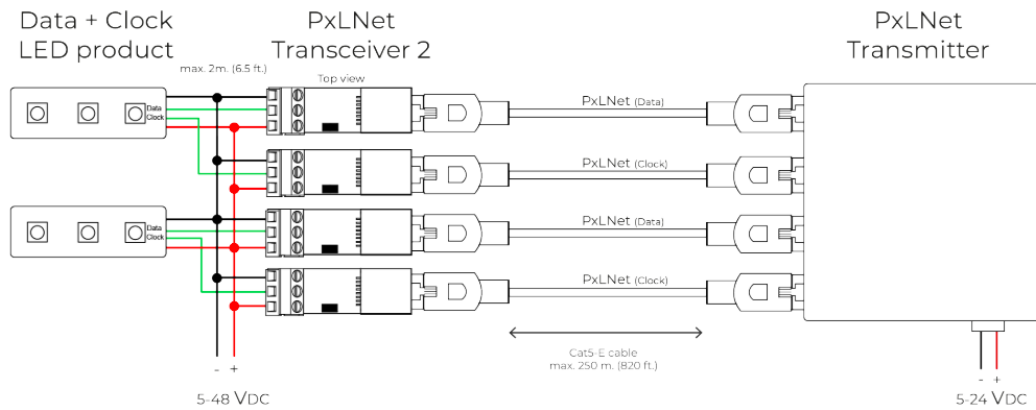 Data + Clock
LED product
PxLNet
Transceiver 2
PxLNet
Transmitter
max. 2m. (6.5 ft.)
Top view
Data
Clock
PxLNet (Data)
PxLNet (Clock)
Data
Clock
PxLNet (Data)
PxLNet (Clock)
Cat5-E cable
max. 250 m. (820 ft.)
- +
5-48 VDC
- +
5-24 VDC